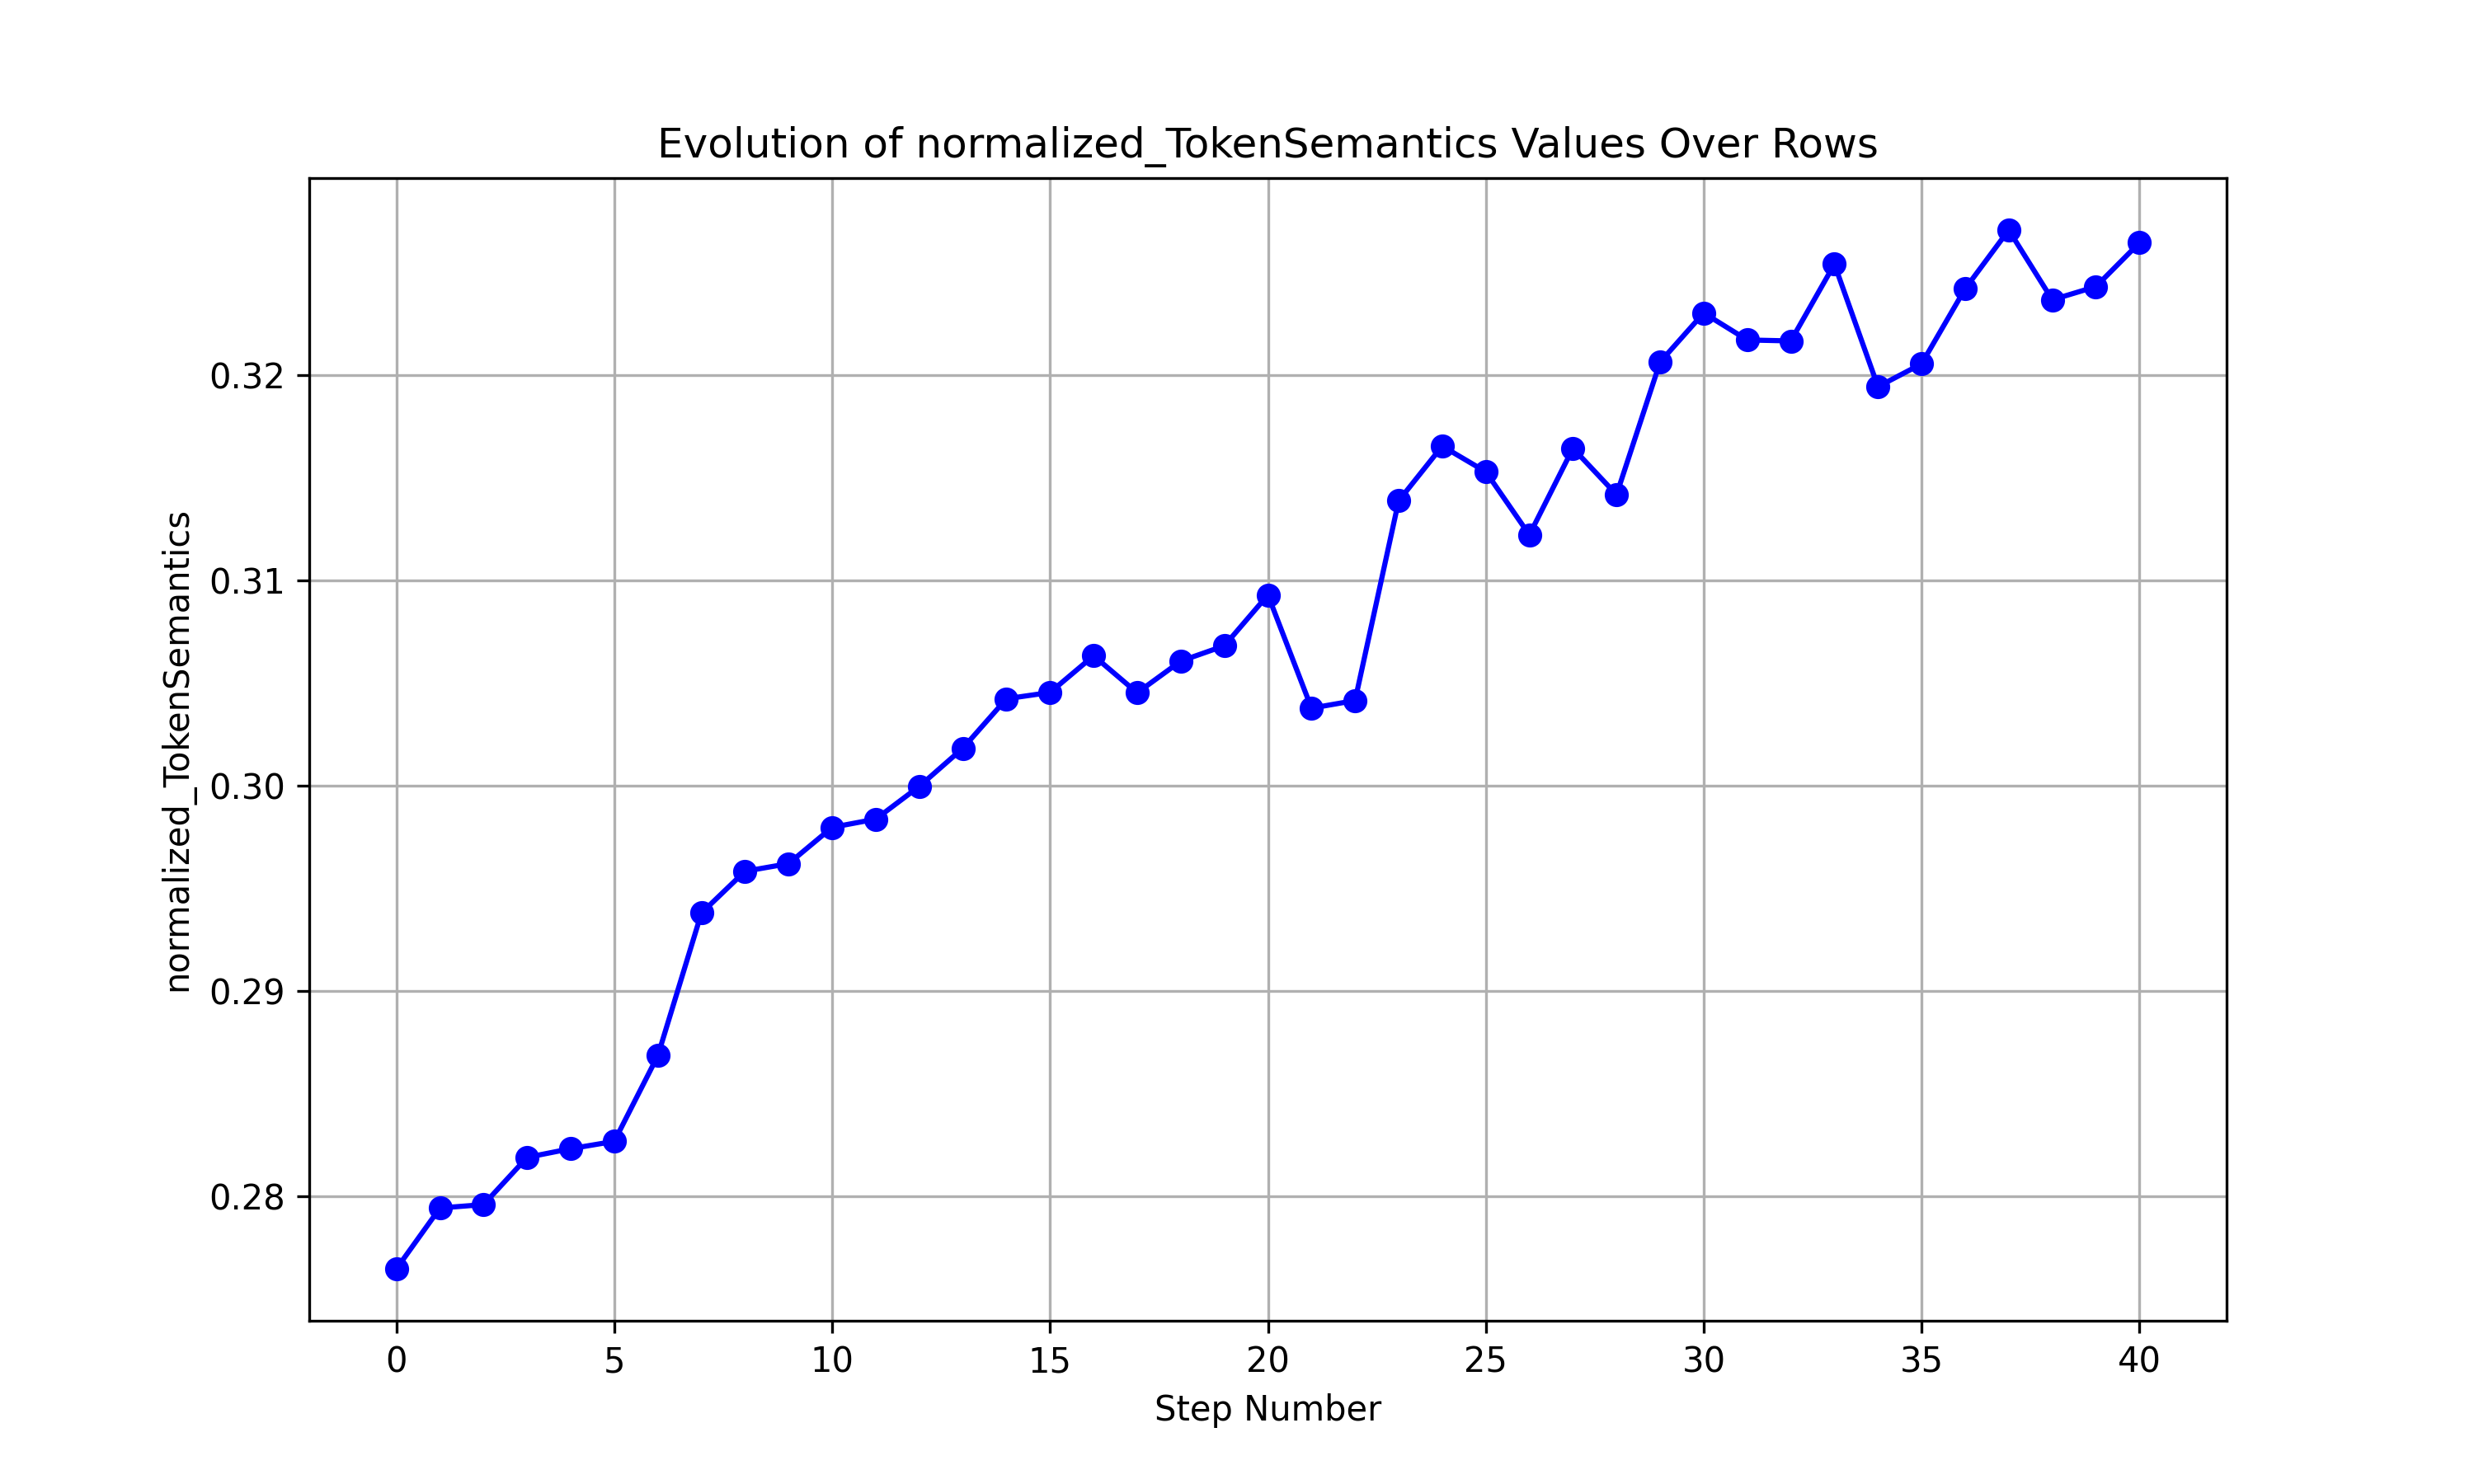 Evolution of normalized_TokenSemantics Values Over Rows
normalized_TokenSemantics
0.32
0.31
0.30
0.29
0.28
0 5 10 15 20 25 30 35 40
Step Number